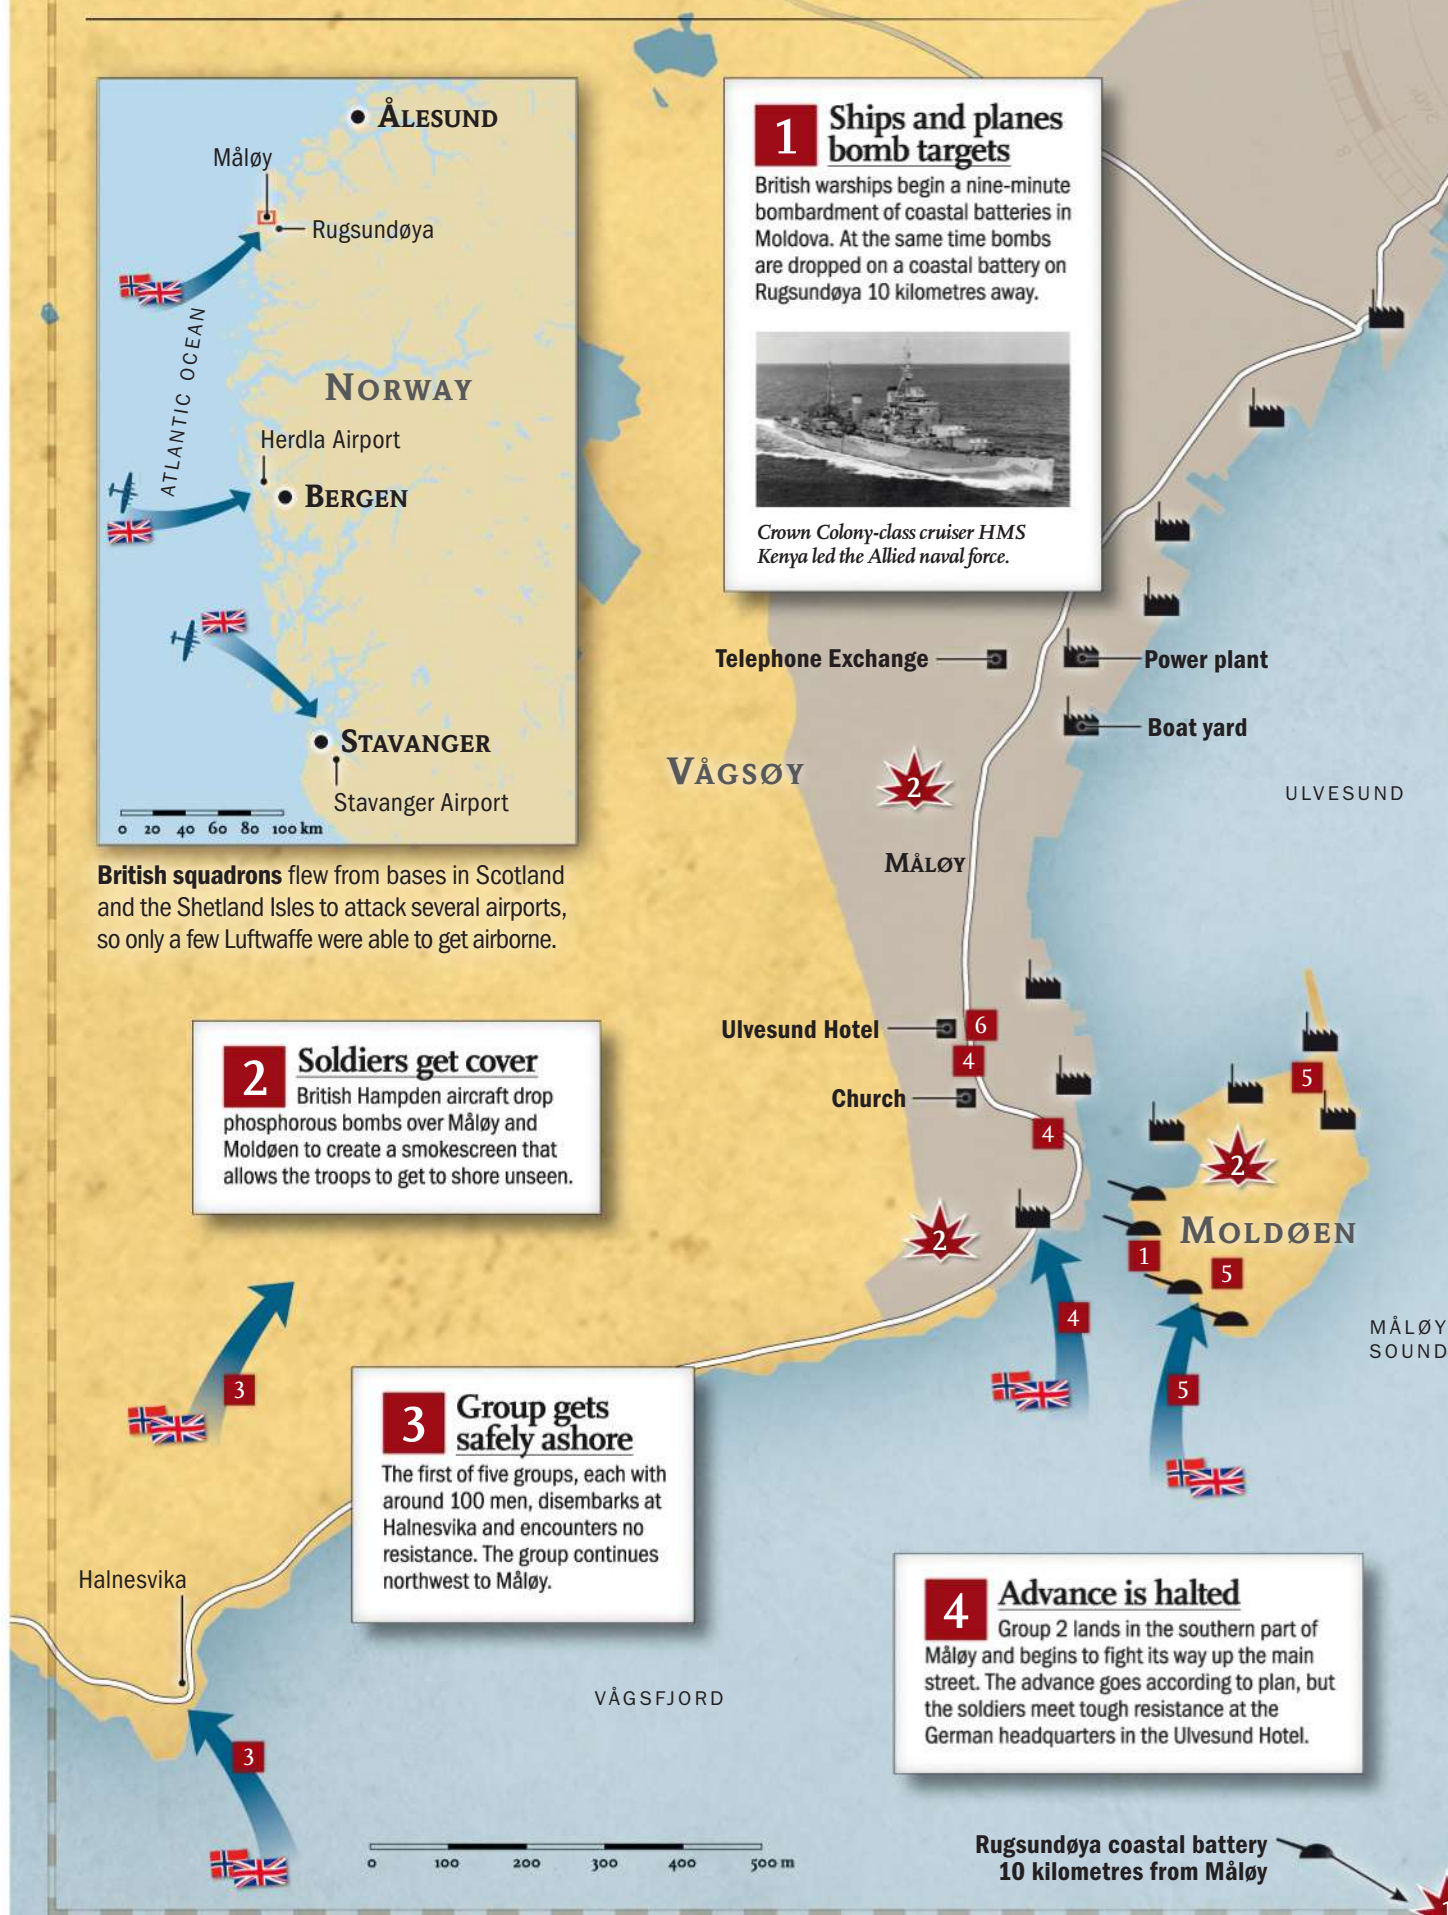 ÅLESUND
Måløy
Rugsundøya
ATLANTIC OCEAN
NORWAY
Herdla Airport
BERGEN
STAVANGER
Stavanger Airport
0 20 40 60 80 100 km
British squadrons flew from bases in Scotland
and the Shetland Isles to attack several airports,
so only a few Luftwaffe were able to get airborne.
1 Ships and planes
bomb targets
British warships begin a nine-minute
bombardment of coastal batteries in
Moldova. At the same time bombs
are dropped on a coastal battery on
Rugsundøya 10 kilometres away.
Crown Colony-class cruiser HMS
Kenya led the Allied naval force.
Telephone Exchange
Power plant
Boat yard
VÅGSØY
2
ULVESUND
MÅLØY
Ulvesund Hotel
6
4
Church
4
5
2
2
MOLDØEN
1
5
4
5
MÅLØY
SOUND
2 Soldiers get cover
British Hampden aircraft drop
phosphorous bombs over Måløy and
Moldøen to create a smokescreen that
allows the troops to get to shore unseen.
3
3 Group gets
safely ashore
The first of five groups, each with
around 100 men, disembarks at
Halnesvika and encounters no
resistance. The group continues
northwest to Måløy.
Halnesvika
3
VÅGSFJORD
4 Advance is halted
Group 2 lands in the southern part of
Måløy and begins to fight its way up the main
street. The advance goes according to plan, but
the soldiers meet tough resistance at the
German headquarters in the Ulvesund Hotel.
0 100 200 300 400 500 m
Rugsundøya coastal battery
10 kilometres from Måløy